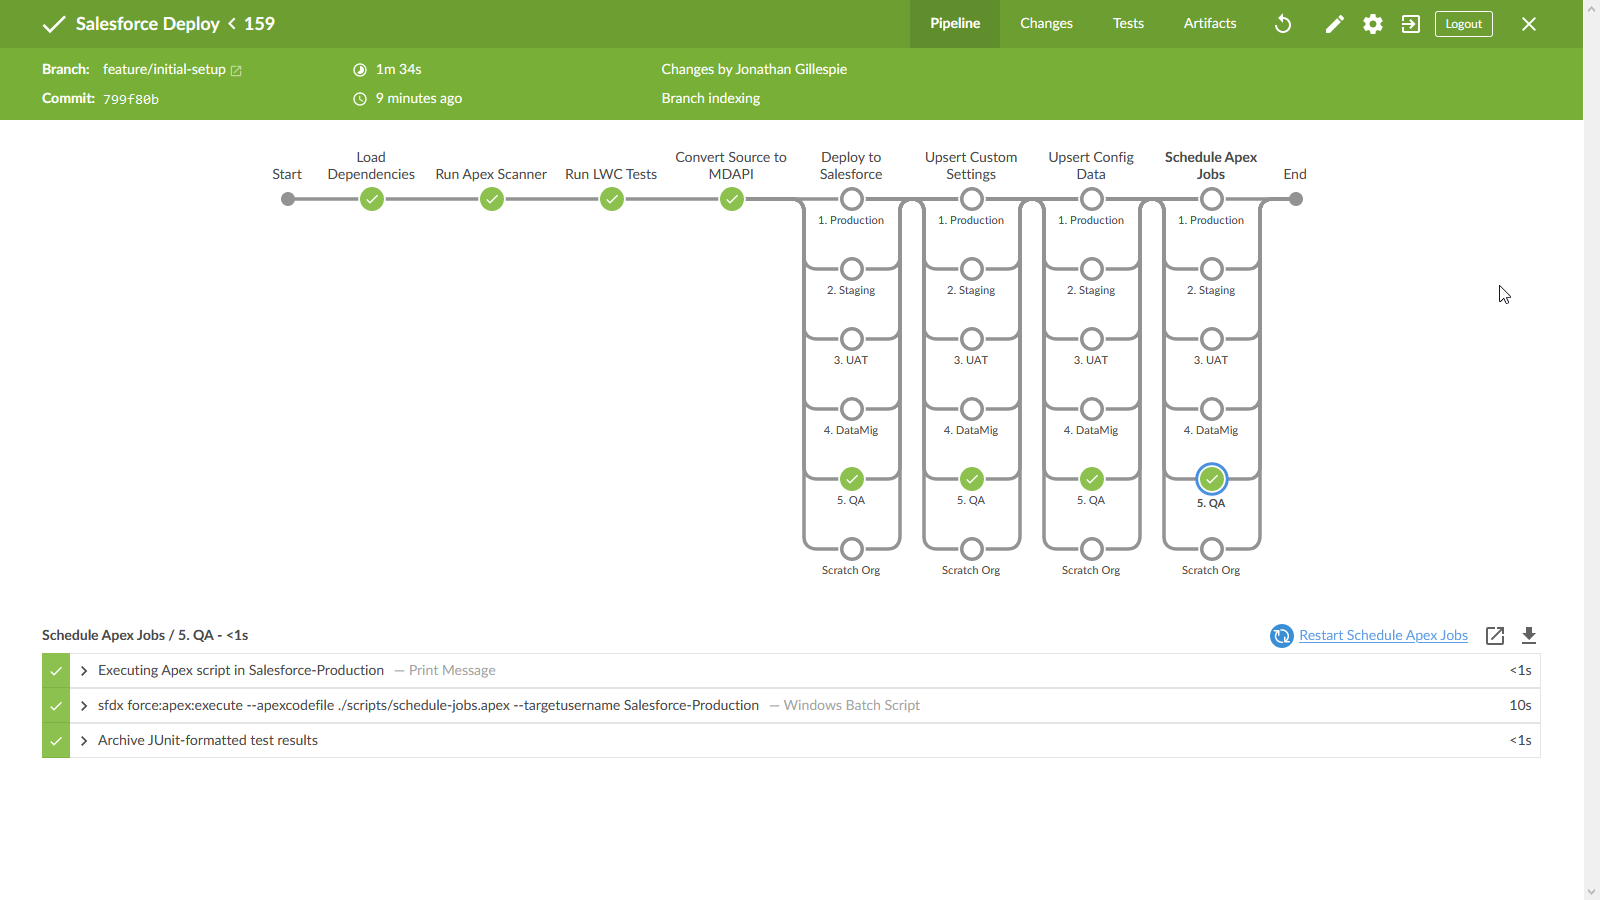 Salesforce Deploy < 159
Pipeline
Changes
Tests
Artifacts
Logout
Branch: feature/initial-setup
1m 34s
Changes by Jonathan Gillespie
Commit: 799f80b
9 minutes ago
Branch indexing
Start
Load
Dependencies
Run Apex Scanner
Run LWC Tests
Convert Source to
MDAPI
Deploy to
Salesforce
Upsert Custom
Settings
Upsert Config
Data
Schedule Apex
Jobs
End
1. Production
1. Production
1. Production
1. Production
2. Staging
2. Staging
2. Staging
2. Staging
3. UAT
3. UAT
3. UAT
3. UAT
4. DataMig
4. DataMig
4. DataMig
4. DataMig
5. QA
5. QA
5. QA
5. QA
Scratch Org
Scratch Org
Scratch Org
Scratch Org
Schedule Apex Jobs / 5. QA - <1s
Restart Schedule Apex Jobs
Executing Apex script in Salesforce-Production — Print Message
<1s
sfdx force:apex:execute --apexcodefile ./scripts/schedule-jobs.apex --targetusername Salesforce-Production — Windows Batch Script
10s
Archive JUnit-formatted test results
<1s